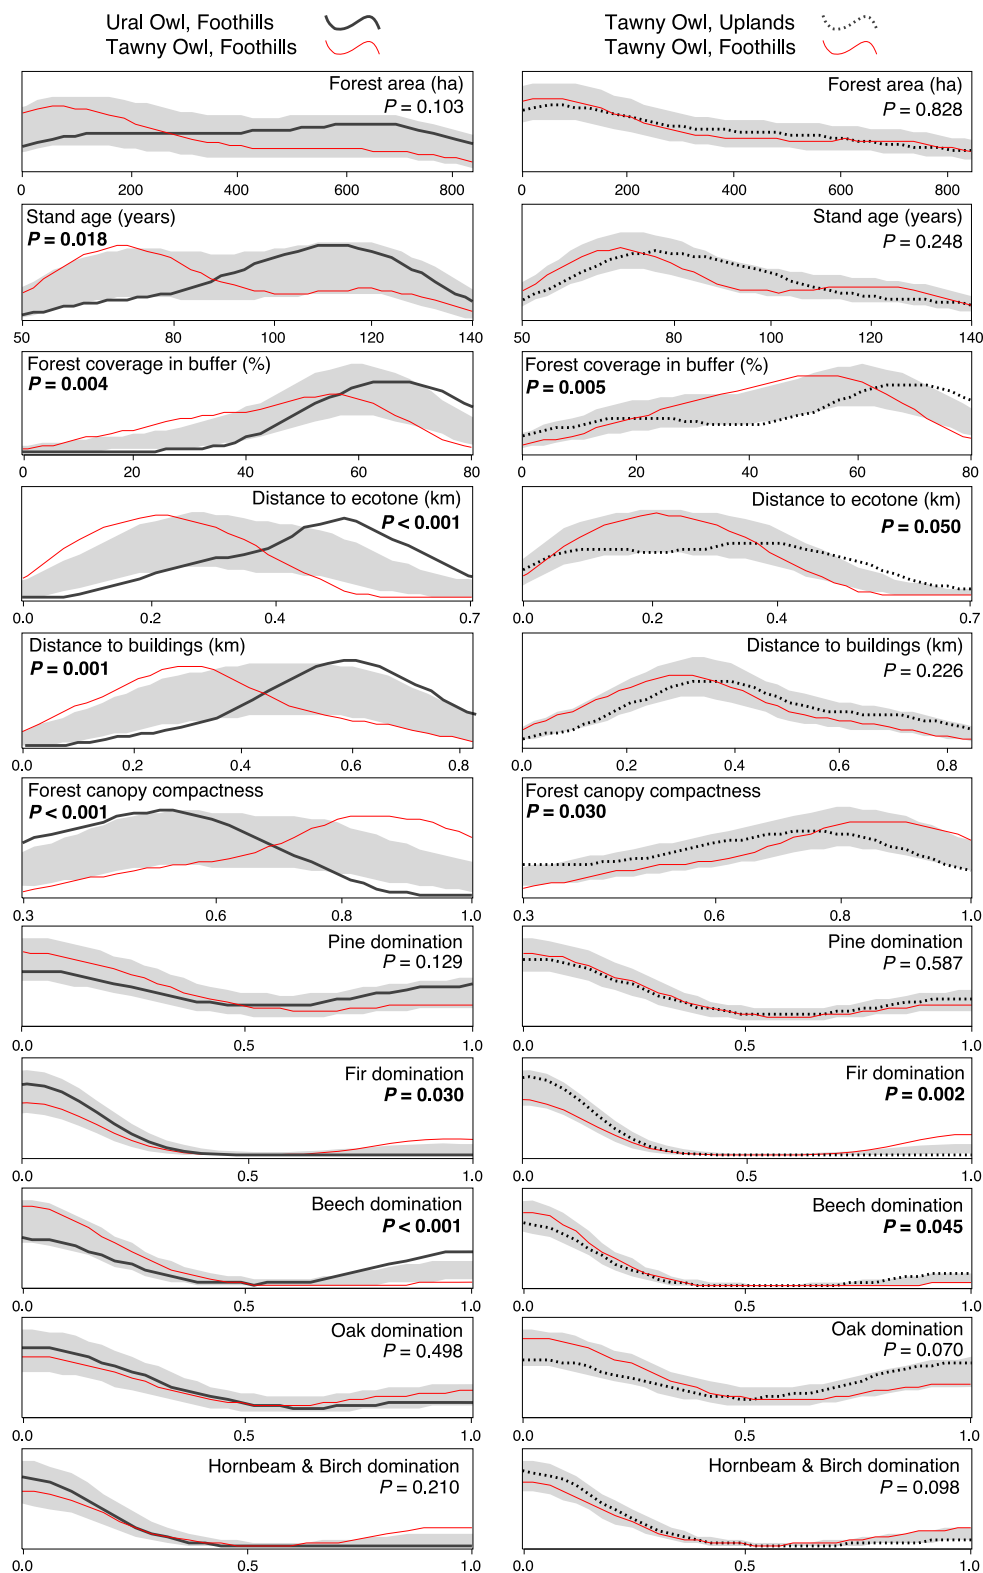 Ural Owl, Foothills
Tawny Owl, Foothills
Tawny Owl, Uplands
Tawny Owl, Foothills
Forest area (ha)
P = 0.103
0 200 400 600 800
Forest area (ha)
P = 0.828
0 200 400 600 800
Stand age (years)
P = 0.018
50 80 100 120 140
Stand age (years)
P = 0.248
50 80 100 120 140
Forest coverage in buffer (%)
P = 0.004
0 20 40 60 80
Forest coverage in buffer (%)
P = 0.005
0 20 40 60 80
Distance to ecotone (km)
P < 0.001
0.0 0.2 0.4 0.7
Distance to ecotone (km)
P = 0.050
0.0 0.2 0.4 0.7
Distance to buildings (km)
P = 0.001
0.0 0.2 0.4 0.6 0.8
Distance to buildings (km)
P = 0.226
0.0 0.2 0.4 0.6 0.8
Forest canopy compactness
P < 0.001
0.3 0.6 0.8 1.0
Forest canopy compactness
P = 0.030
0.3 0.6 0.8 1.0
Pine domination
P = 0.129
0.0 0.5 1.0
Pine domination
P = 0.587
0.0 0.5 1.0
Fir domination
P = 0.030
0.0 0.5 1.0
Fir domination
P = 0.002
0.0 0.5 1.0
Beech domination
P < 0.001
0.0 0.5 1.0
Beech domination
P = 0.045
0.0 0.5 1.0
Oak domination
P = 0.498
0.0 0.5 1.0
Oak domination
P = 0.070
0.0 0.5 1.0
Hornbeam & Birch domination
P = 0.210
0.0 0.5 1.0
Hornbeam & Birch domination
P = 0.098
0.0 0.5 1.0